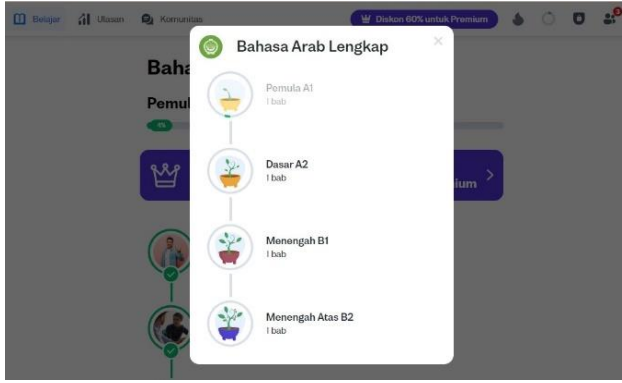 Belajar
Ulasan
Komunitas
Diskon 60% untuk Premium
Bahasa Arab Lengkap
Baha
Pemul
Pemula A1
1 bab
Dasar A2
1 bab
ium
Menengah B1
1 bab
Menengah Atas B2
1 bab